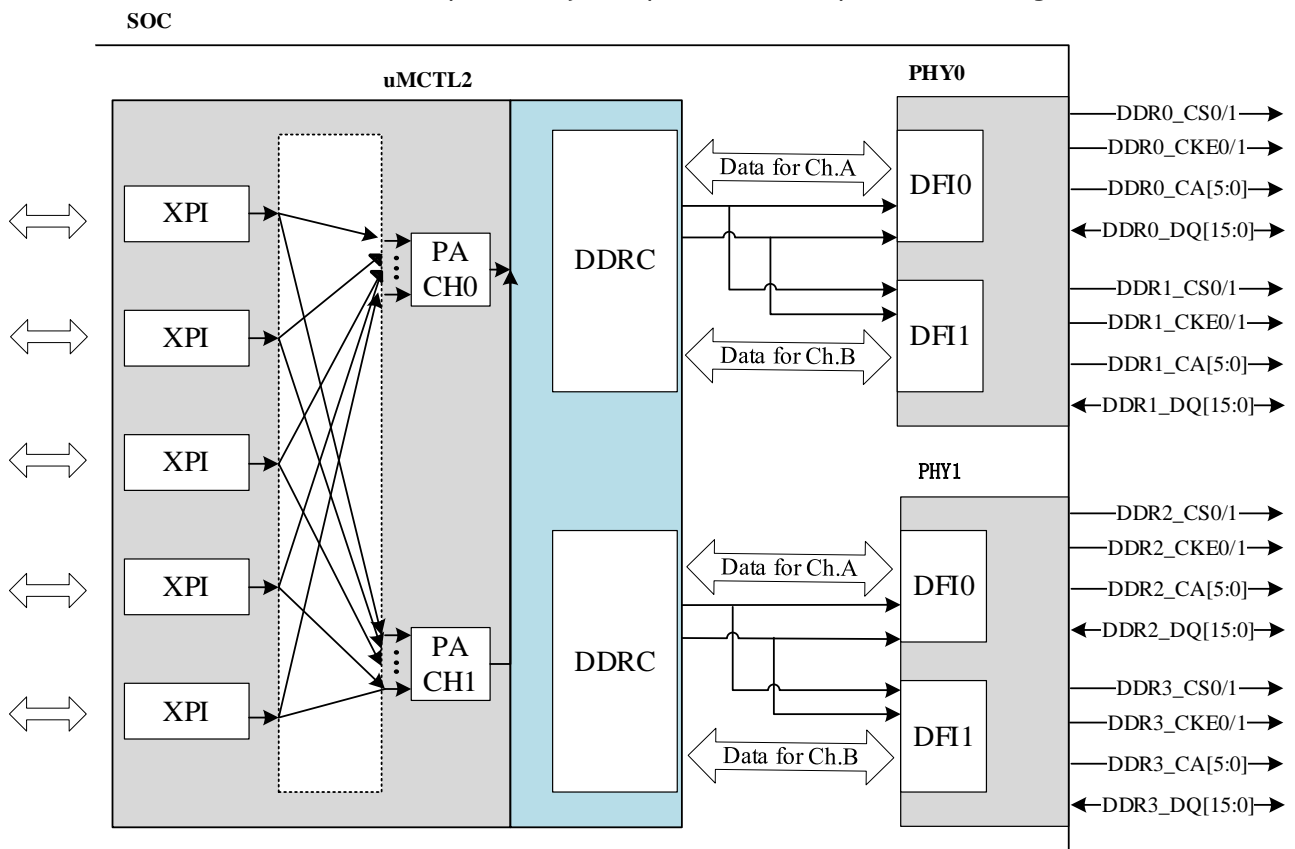 SOC
uMCTL2
PHY0
XPI
XPI
XPI
XPI
XPI
PA
CH0
PA
CH1
DDRC
DDRC
Data for Ch.A
Data for Ch.B
DFI0
DFI1
DDR0_CS0/1
DDR0_CKE0/1
DDR0_CA[5:0]
DDR0_DQ[15:0]
DDR1_CS0/1
DDR1_CKE0/1
DDR1_CA[5:0]
DDR1_DQ[15:0]
PHY1
Data for Ch.A
Data for Ch.B
DFI0
DFI1
DDR2_CS0/1
DDR2_CKE0/1
DDR2_CA[5:0]
DDR2_DQ[15:0]
DDR3_CS0/1
DDR3_CKE0/1
DDR3_CA[5:0]
DDR3_DQ[15:0]